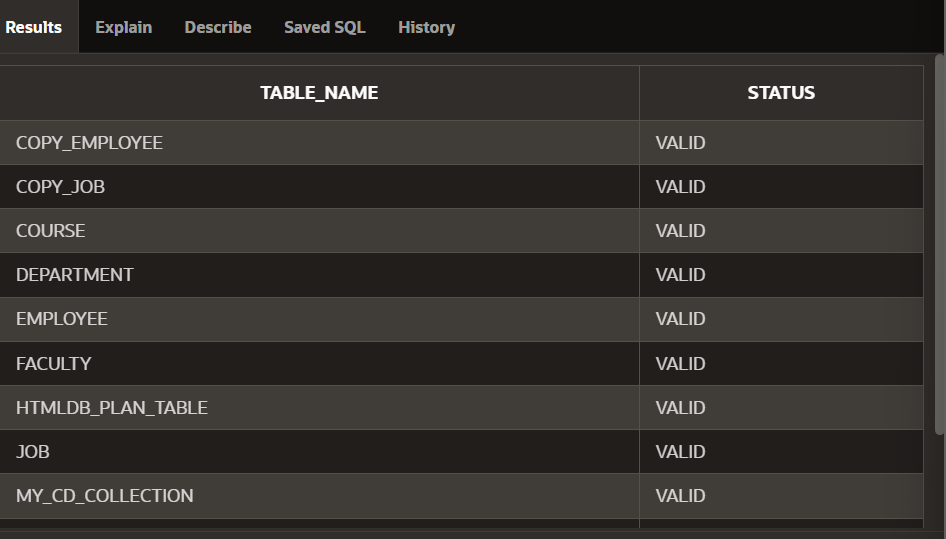 Results Explain Describe Saved SQL History
TABLE_NAME STATUS
COPY_EMPLOYEE VALID
COPY_JOB VALID
COURSE VALID
DEPARTMENT VALID
EMPLOYEE VALID
FACULTY VALID
HTMLDB_PLAN_TABLE VALID
JOB VALID
MY_CD_COLLECTION VALID